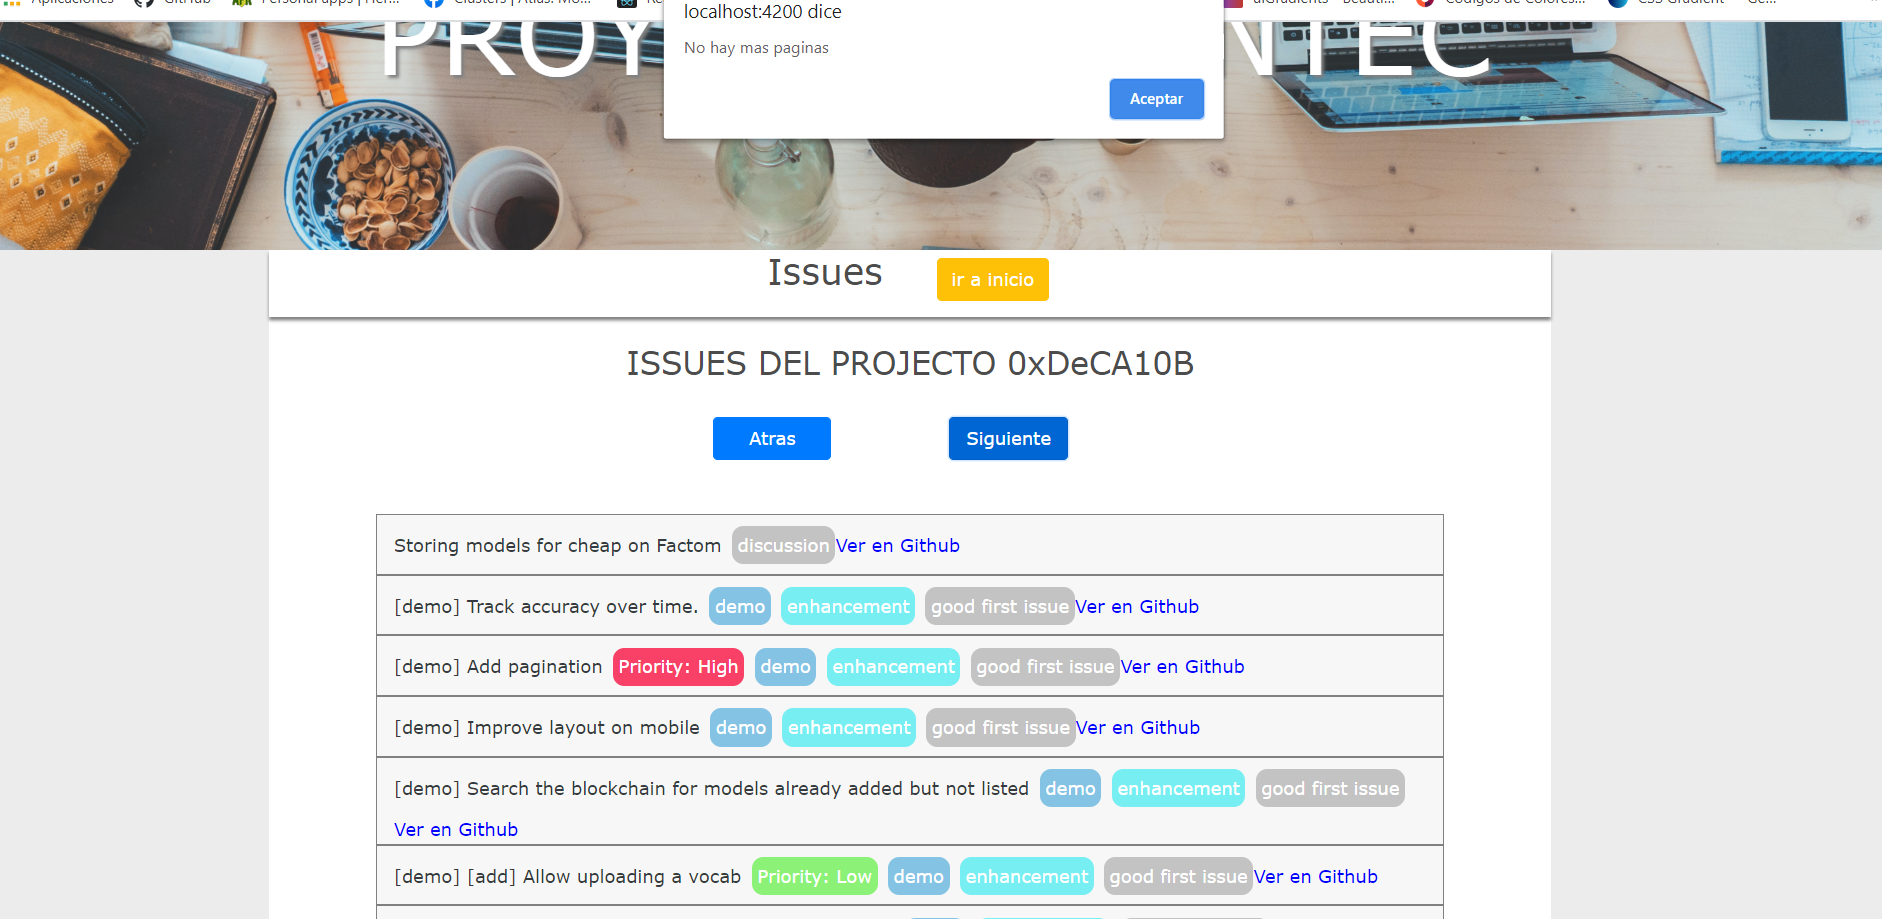 Aplicaciones GitHub Personal apps | Her... Clusters | Atlas: Mo... uiGradients - Beauti... Códigos de Colores... CSS Gradient - Ge...
localhost:4200 dice
No hay mas paginas
Aceptar
Issues ir a inicio
ISSUES DEL PROJECTO 0xDeCA10B
Atras Siguiente
Storing models for cheap on Factom discussion Ver en Github
[demo] Track accuracy over time. demo enhancement good first issue Ver en Github
[demo] Add pagination Priority: High demo enhancement good first issue Ver en Github
[demo] Improve layout on mobile demo enhancement good first issue Ver en Github
[demo] Search the blockchain for models already added but not listed demo enhancement good first issue
Ver en Github
[demo] [add] Allow uploading a vocab Priority: Low demo enhancement good first issue Ver en Github